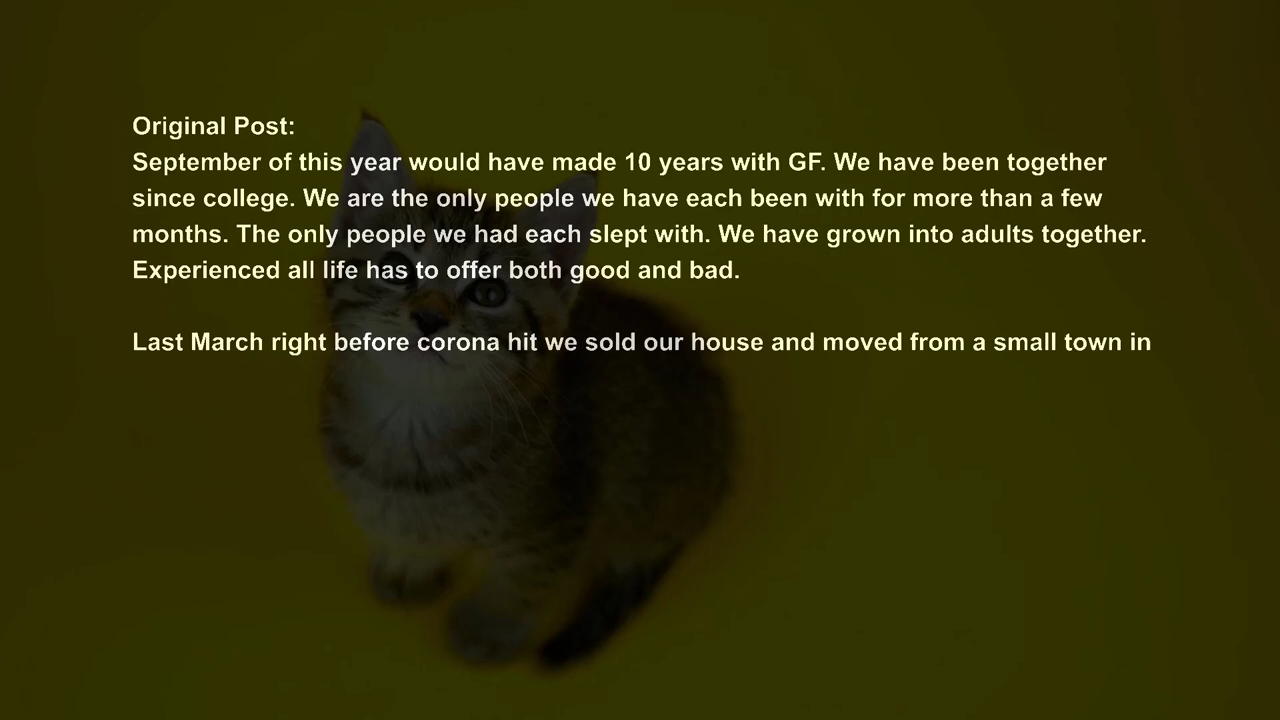 Original Post:
September of this year would have made 10 years with GF. We have been together
since college. We are the only people we have each been with for more than a few
months. The only people we had each slept with. We have grown into adults together.
Experienced all life has to offer both good and bad.
Last March right before corona hit we sold our house and moved from a small town in